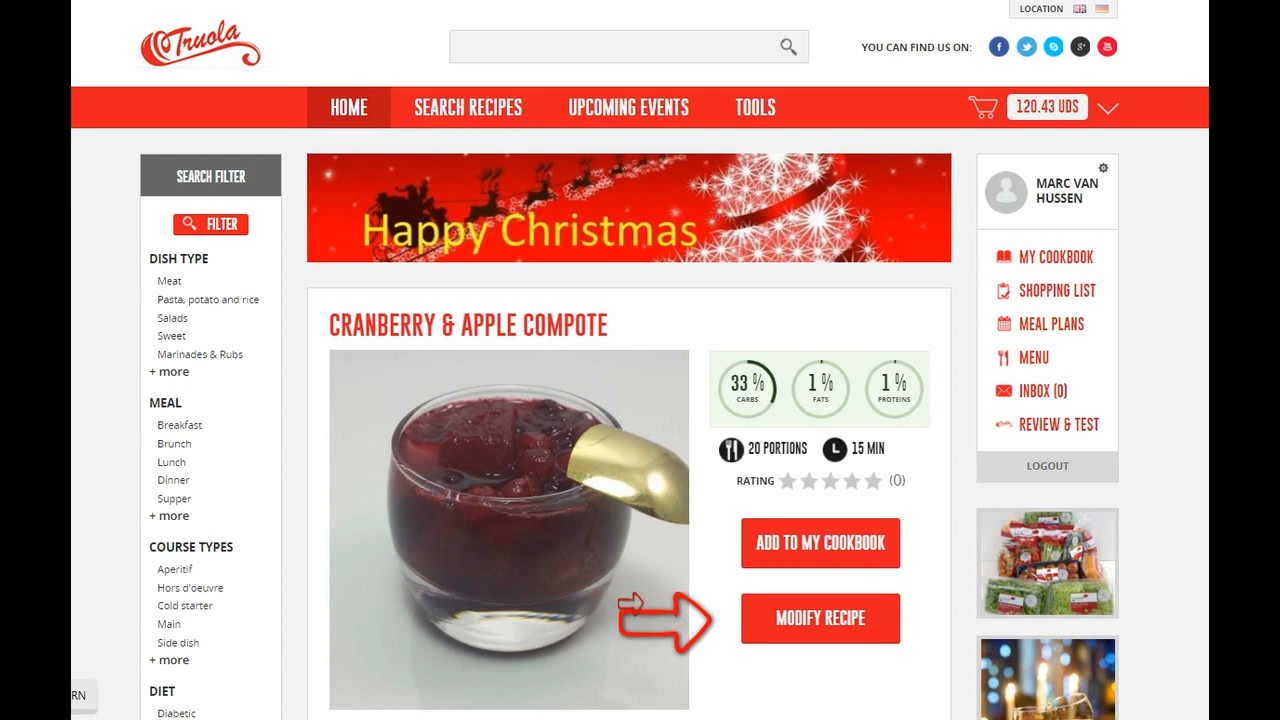 LOCATION
Truola
YOU CAN FIND US ON:
HOME
SEARCH RECIPES
UPCOMING EVENTS
TOOLS
120.43 UDS
SEARCH FILTER
FILTER
DISH TYPE
Meat
Pasta, potato and rice
Salads
Sweet
Marinades & Rubs
+ more
MEAL
Breakfast
Brunch
Lunch
Dinner
Supper
+ more
COURSE TYPES
Aperitif
Hors d'oeuvre
Cold starter
Main
Side dish
+ more
DIET
Diabetic
RN
Happy Christmas
CRANBERRY & APPLE COMPOTE
33 %
CARBS
1 %
FATS
1 %
PROTEINS
20 PORTIONS
15 MIN
RATING
(0)
ADD TO MY COOKBOOK
MODIFY RECIPE
MARC VAN
HUSSEN
MY COOKBOOK
SHOPPING LIST
MEAL PLANS
MENU
INBOX (0)
REVIEW & TEST
LOGOUT